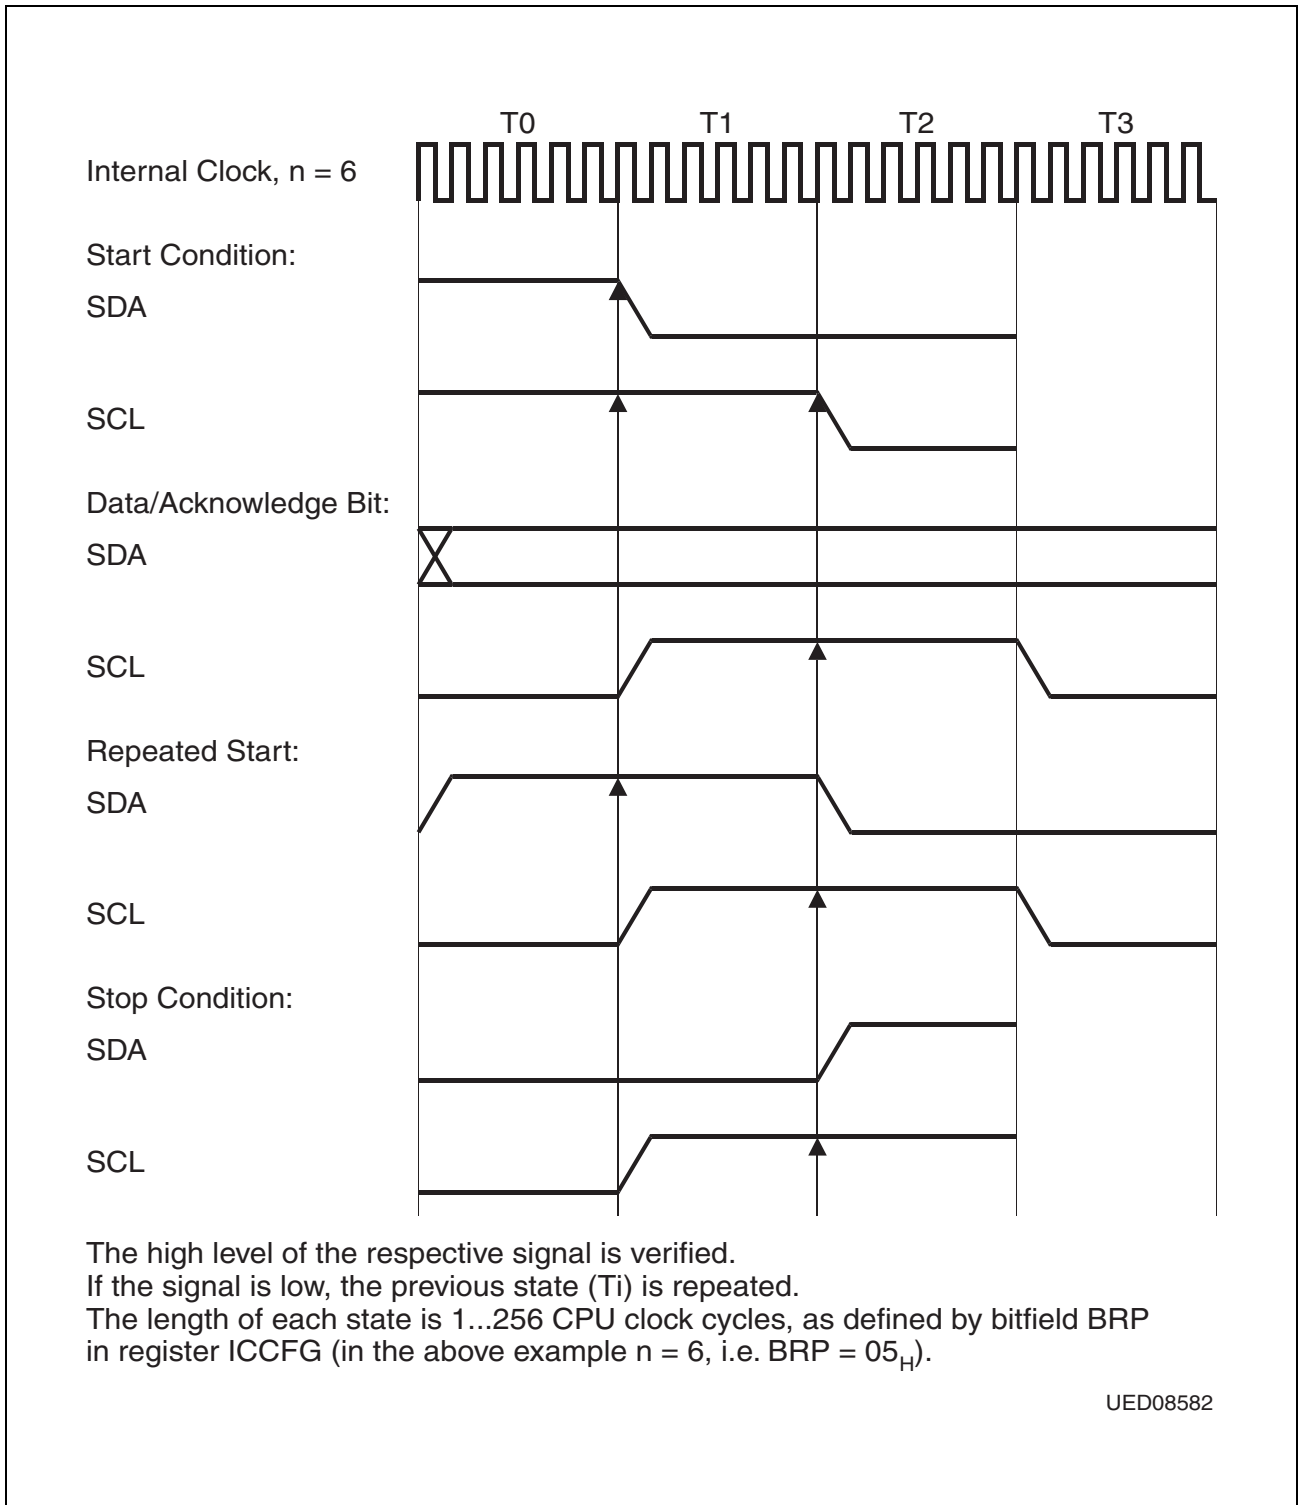 T0 T1 T2 T3
Internal Clock, n = 6
Start Condition:
SDA
SCL
Data/Acknowledge Bit:
SDA
SCL
Repeated Start:
SDA
SCL
Stop Condition:
SDA
SCL
The high level of the respective signal is verified.
If the signal is low, the previous state (Ti) is repeated.
The length of each state is 1...256 CPU clock cycles, as defined by bitfield BRP
in register ICCFG (in the above example n = 6, i.e. BRP = 05H).
UED08582